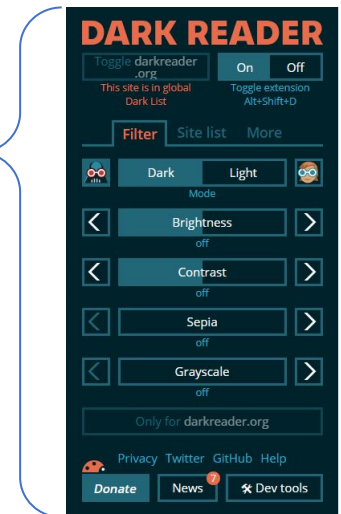 DARK READER
Toggle darkreader
.org
On Off
This site is in global
Dark List
Toggle extension
Alt+Shift+D
Filter Site list More
Dark Light
Mode
Brightness
off
Contrast
off
Sepia
off
Grayscale
off
Only for darkreader.org
Privacy Twitter GitHub Help
Donate News 7 Dev tools